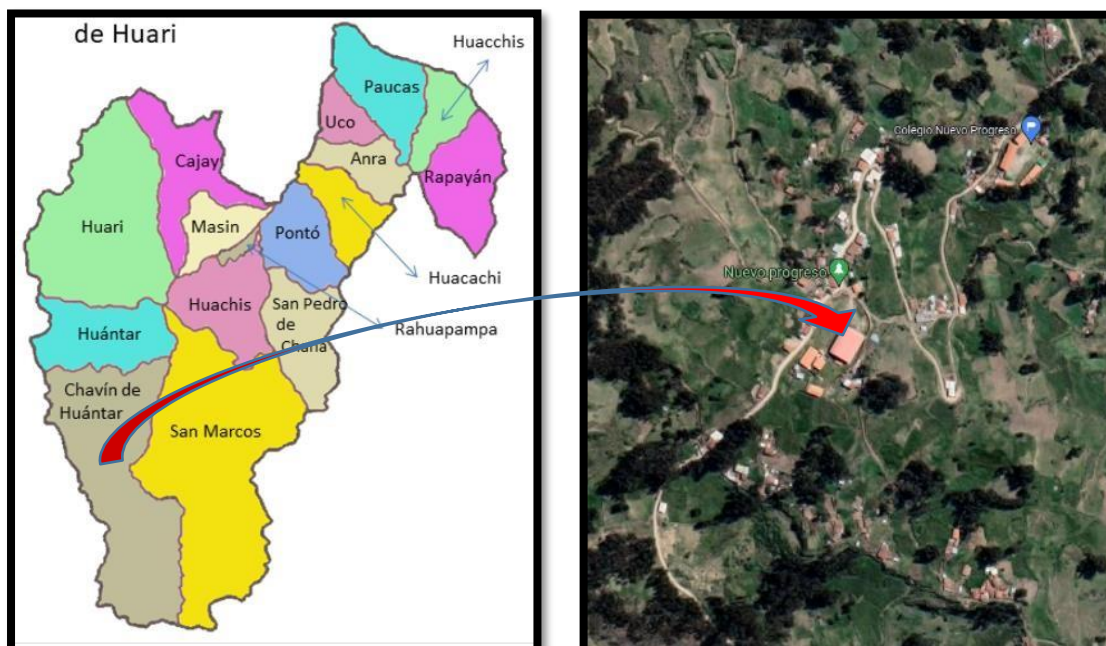 de Huari
Huacchis
Paucas
Uco
Cajay
Anra
Rapayán
Masin
Huari
Pontó
Huacachi
Huachis
San Pedro
de
Chaná
Rahuapampa
Huántar
Chavín de
Huántar
San Marcos
Colegio Nuevo Progreso
Nuevo progreso